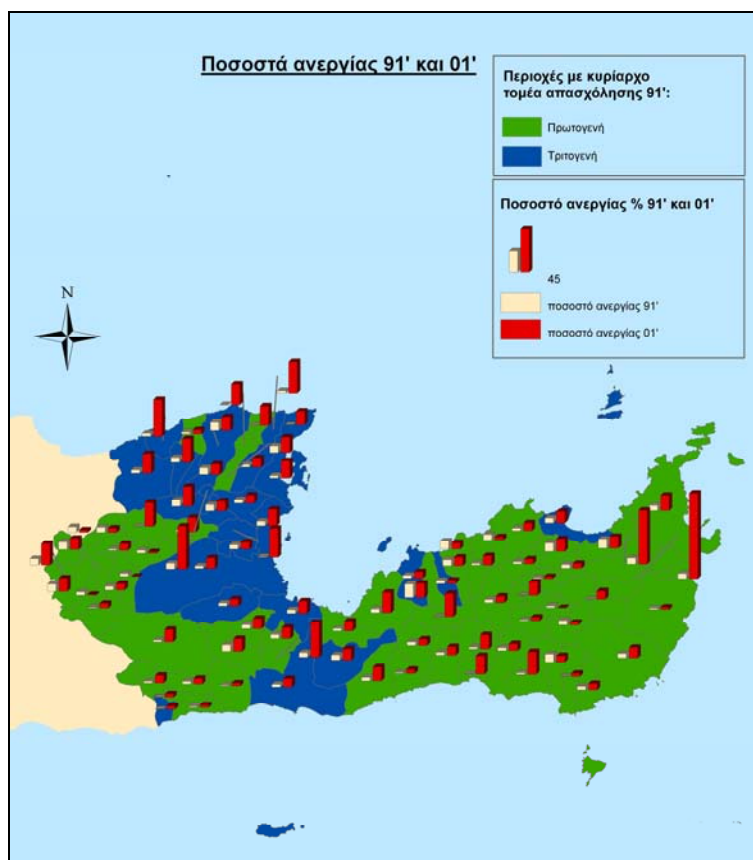 Ποσοστά ανεργίας 91' και 01'
Περιοχές με κυρίαρχο
τομέα απασχόλησης 91':
Πρωτογενή
Τριτογενή
Ποσοστό ανεργίας % 91' και 01'
45
ποσοστό ανεργίας 91'
ποσοστό ανεργίας 01'
N